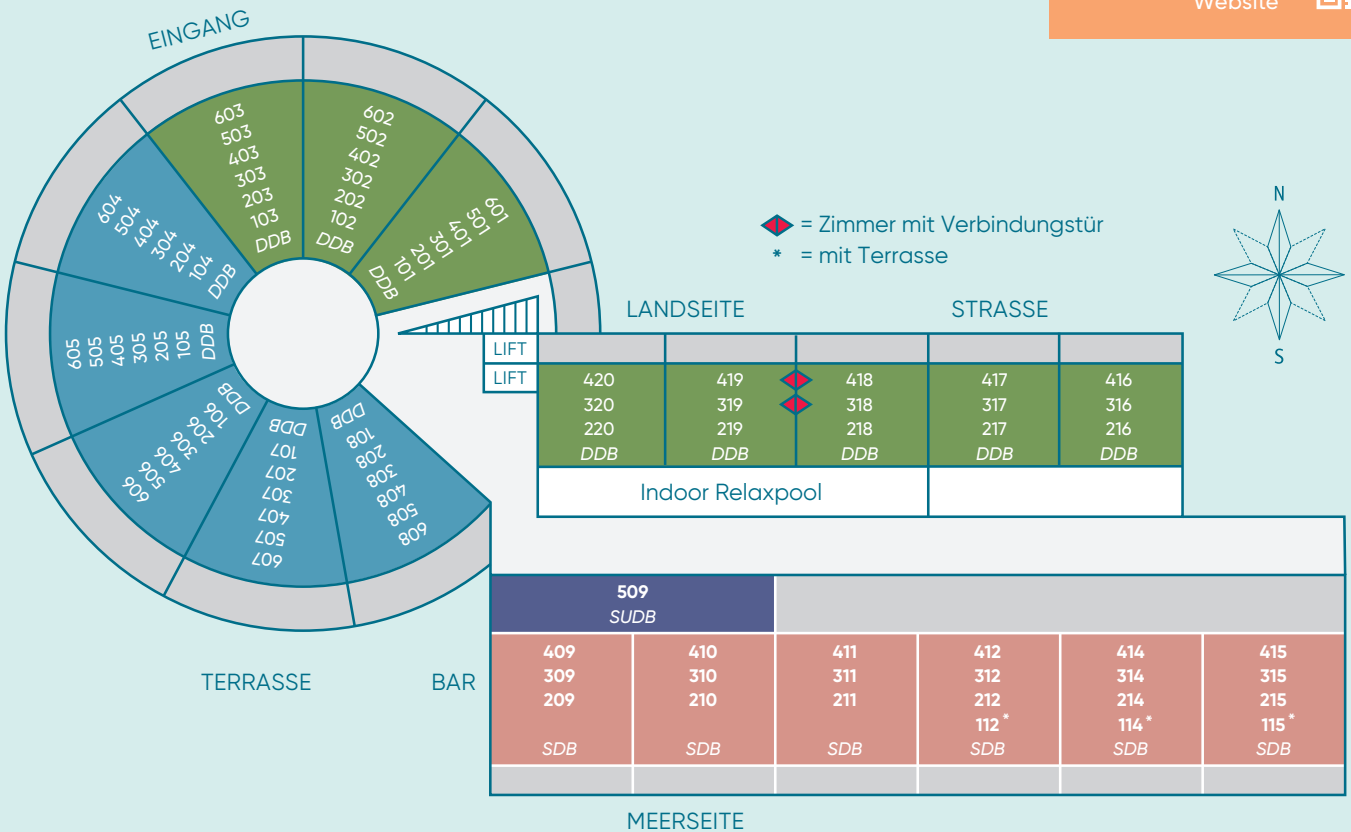 Website
EINGANG
603
503
403
303
203
103
DDB
602
502
402
302
202
102
DDB
601
501
401
301
201
101
DDB
604
504
404
304
204
104
DDB
605
505
405
305
205
105
DDB
DDB
106
206
306
406
506
606
DDB
107
207
307
407
507
607
DDB
108
208
308
408
508
608
= Zimmer mit Verbindungstür
* = mit Terrasse
N
S
LANDSEITE STRASSE
LIFT
LIFT
420 419 418 417 416
320 319 318 317 316
220 219 218 217 216
DDB DDB DDB DDB DDB
Indoor Relaxpool
509
SUDB
409 410 411 412 414 415
309 310 311 312 314 315
209 210 211 212 214 215
112* 114* 115*
SDB SDB SDB SDB SDB SDB
TERRASSE BAR
MEERSEITE